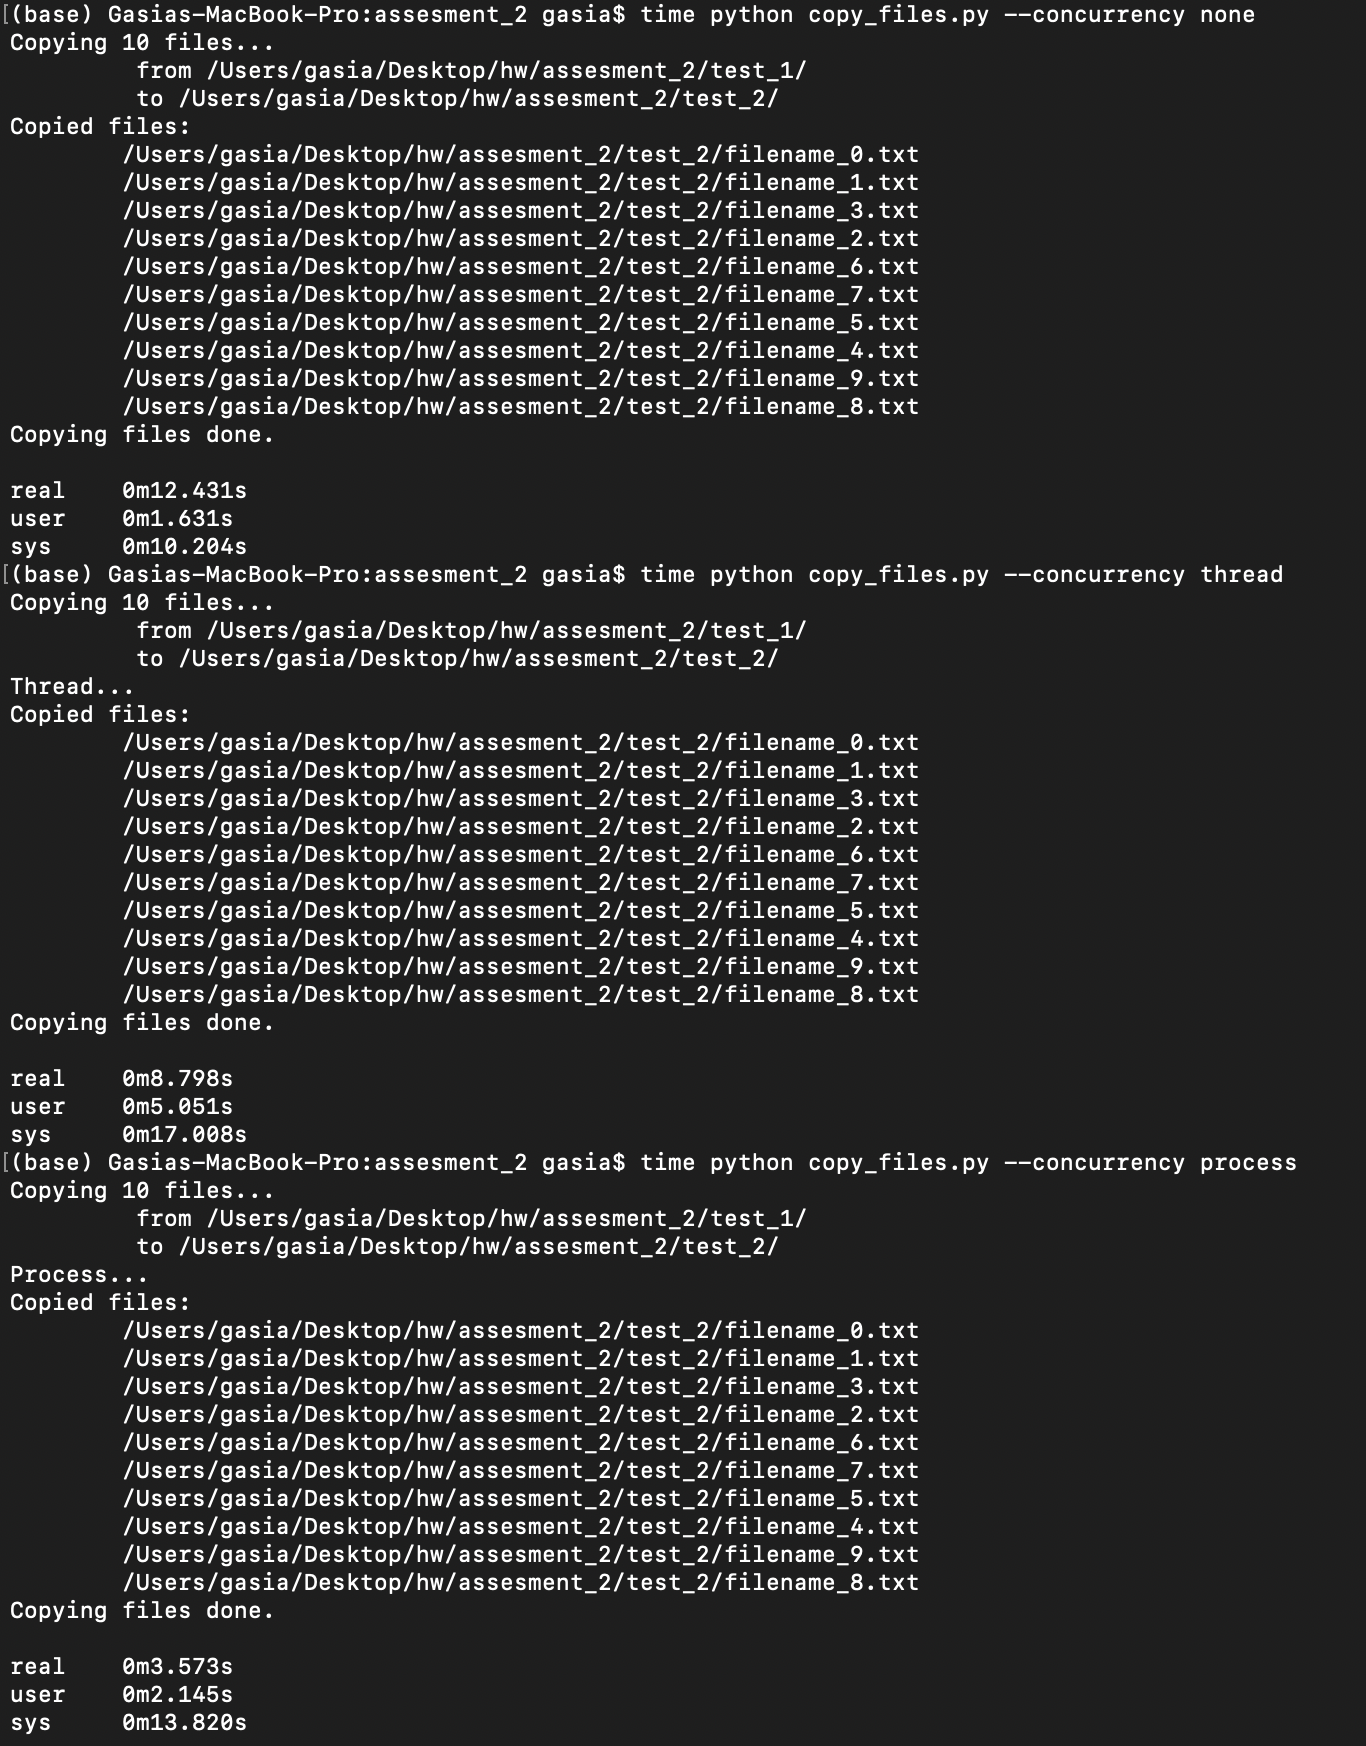 [(base) Gasias-MacBook-Pro:assesment_2 gasia$ time python copy_files.py --concurrency none
Copying 10 files...
from /Users/gasia/Desktop/hw/assesment_2/test_1/
to /Users/gasia/Desktop/hw/assesment_2/test_2/
Copied files:
/Users/gasia/Desktop/hw/assesment_2/test_2/filename_0.txt
/Users/gasia/Desktop/hw/assesment_2/test_2/filename_1.txt
/Users/gasia/Desktop/hw/assesment_2/test_2/filename_3.txt
/Users/gasia/Desktop/hw/assesment_2/test_2/filename_2.txt
/Users/gasia/Desktop/hw/assesment_2/test_2/filename_6.txt
/Users/gasia/Desktop/hw/assesment_2/test_2/filename_7.txt
/Users/gasia/Desktop/hw/assesment_2/test_2/filename_5.txt
/Users/gasia/Desktop/hw/assesment_2/test_2/filename_4.txt
/Users/gasia/Desktop/hw/assesment_2/test_2/filename_9.txt
/Users/gasia/Desktop/hw/assesment_2/test_2/filename_8.txt
Copying files done.
real 0m12.431s
user 0m1.631s
sys 0m10.204s
[(base) Gasias-MacBook-Pro:assesment_2 gasia$ time python copy_files.py --concurrency thread
Copying 10 files...
from /Users/gasia/Desktop/hw/assesment_2/test_1/
to /Users/gasia/Desktop/hw/assesment_2/test_2/
Thread...
Copied files:
/Users/gasia/Desktop/hw/assesment_2/test_2/filename_0.txt
/Users/gasia/Desktop/hw/assesment_2/test_2/filename_1.txt
/Users/gasia/Desktop/hw/assesment_2/test_2/filename_3.txt
/Users/gasia/Desktop/hw/assesment_2/test_2/filename_2.txt
/Users/gasia/Desktop/hw/assesment_2/test_2/filename_6.txt
/Users/gasia/Desktop/hw/assesment_2/test_2/filename_7.txt
/Users/gasia/Desktop/hw/assesment_2/test_2/filename_5.txt
/Users/gasia/Desktop/hw/assesment_2/test_2/filename_4.txt
/Users/gasia/Desktop/hw/assesment_2/test_2/filename_9.txt
/Users/gasia/Desktop/hw/assesment_2/test_2/filename_8.txt
Copying files done.
real 0m8.798s
user 0m5.051s
sys 0m17.008s
[(base) Gasias-MacBook-Pro:assesment_2 gasia$ time python copy_files.py --concurrency process
Copying 10 files...
from /Users/gasia/Desktop/hw/assesment_2/test_1/
to /Users/gasia/Desktop/hw/assesment_2/test_2/
Process...
Copied files:
/Users/gasia/Desktop/hw/assesment_2/test_2/filename_0.txt
/Users/gasia/Desktop/hw/assesment_2/test_2/filename_1.txt
/Users/gasia/Desktop/hw/assesment_2/test_2/filename_3.txt
/Users/gasia/Desktop/hw/assesment_2/test_2/filename_2.txt
/Users/gasia/Desktop/hw/assesment_2/test_2/filename_6.txt
/Users/gasia/Desktop/hw/assesment_2/test_2/filename_7.txt
/Users/gasia/Desktop/hw/assesment_2/test_2/filename_5.txt
/Users/gasia/Desktop/hw/assesment_2/test_2/filename_4.txt
/Users/gasia/Desktop/hw/assesment_2/test_2/filename_9.txt
/Users/gasia/Desktop/hw/assesment_2/test_2/filename_8.txt
Copying files done.
real 0m3.573s
user 0m2.145s
sys 0m13.820s